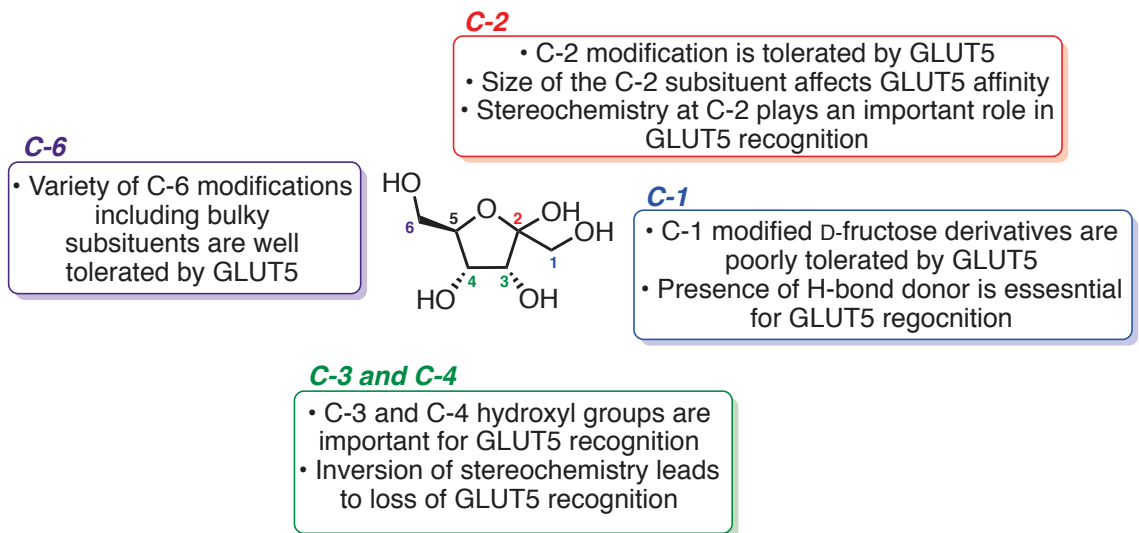 C-2
• C-2 modification is tolerated by GLUT5
• Size of the C-2 subsituent affects GLUT5 affinity
• Stereochemistry at C-2 plays an important role in
GLUT5 recognition
C-6
• Variety of C-6 modifications
including bulky
subsituents are well
tolerated by GLUT5
HO
6
5
O
2
OH
OH
1
4
3
HO
OH
C-1
• C-1 modified D-fructose derivatives are
poorly tolerated by GLUT5
• Presence of H-bond donor is essesntial
for GLUT5 regocnition
C-3 and C-4
• C-3 and C-4 hydroxyl groups are
important for GLUT5 recognition
• Inversion of stereochemistry leads
to loss of GLUT5 recognition